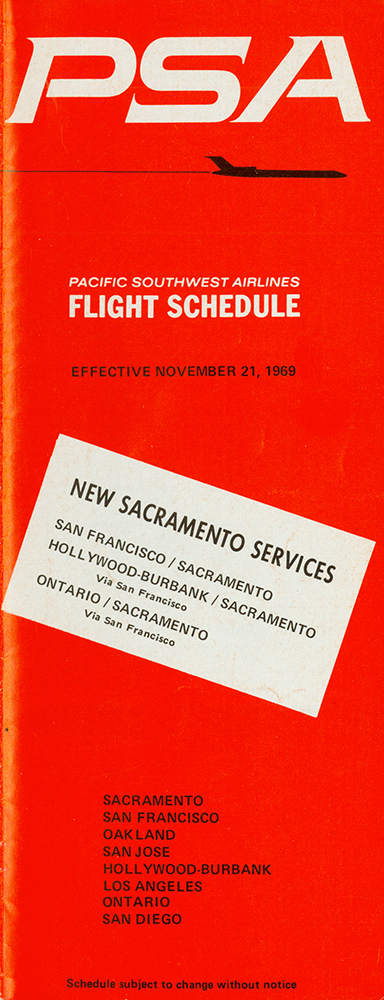 PSA
PACIFIC SOUTHWEST AIRLINES
FLIGHT SCHEDULE
EFFECTIVE NOVEMBER 21, 1969
NEW SACRAMENTO SERVICES
SAN FRANCISCO / SACRAMENTO
HOLLYWOOD-BURBANK / SACRAMENTO
Via San Francisco
ONTARIO / SACRAMENTO
Via San Francisco
SACRAMENTO
SAN FRANCISCO
OAKLAND
SAN JOSE
HOLLYWOOD-BURBANK
LOS ANGELES
ONTARIO
SAN DIEGO
Schedule subject to change without notice